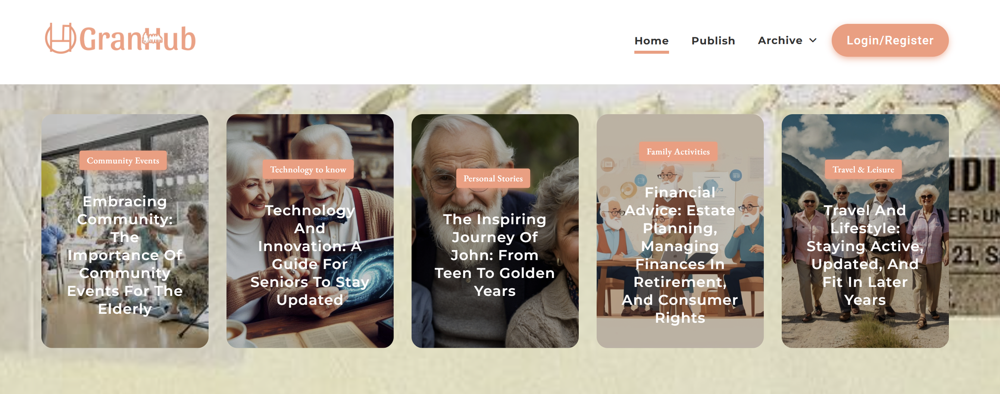 GranHub
Home
Publish
Archive
Login/Register
Community Events
Embracing
Community:
The
Importance Of
Community
Events For The
Elderly
Technology to know
Technology
And
Innovation: A
Guide For
Seniors To Stay
Updated
Personal Stories
The Inspiring
Journey Of
John: From
Teen To Golden
Years
Family Activities
Financial
Advice: Estate
Planning,
Managing
Finances In
Retirement,
And Consumer
Rights
Travel & Leisure
Travel And
Lifestyle:
Staying Active,
Updated, And
Fit In Later
Years
21, S